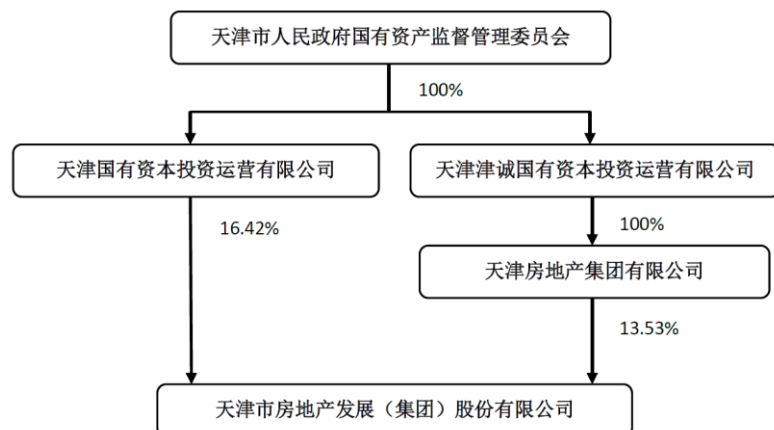 天津市人民政府国有资产监督管理委员会
100%
天津国有资本投资运营有限公司
天津津诚国有资本投资运营有限公司
16.42%
100%
天津房地产集团有限公司
13.53%
天津市房地产发展（集团）股份有限公司